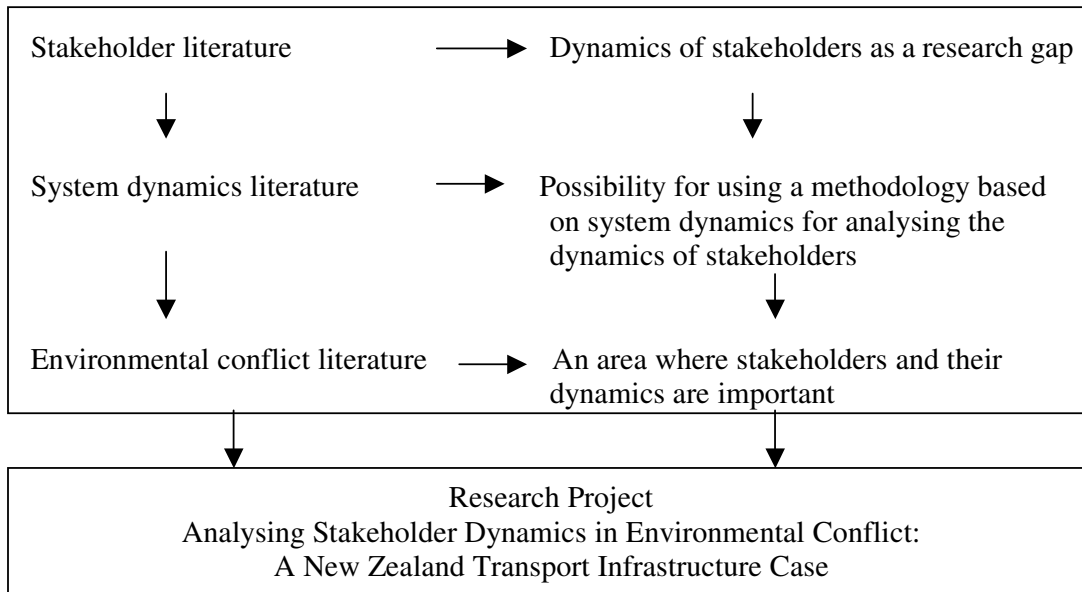 Stakeholder literature
Dynamics of stakeholders as a research gap
System dynamics literature
Possibility for using a methodology based
on system dynamics for analysing the
dynamics of stakeholders
Environmental conflict literature
An area where stakeholders and their
dynamics are important
Research Project
Analysing Stakeholder Dynamics in Environmental Conflict:
A New Zealand Transport Infrastructure Case